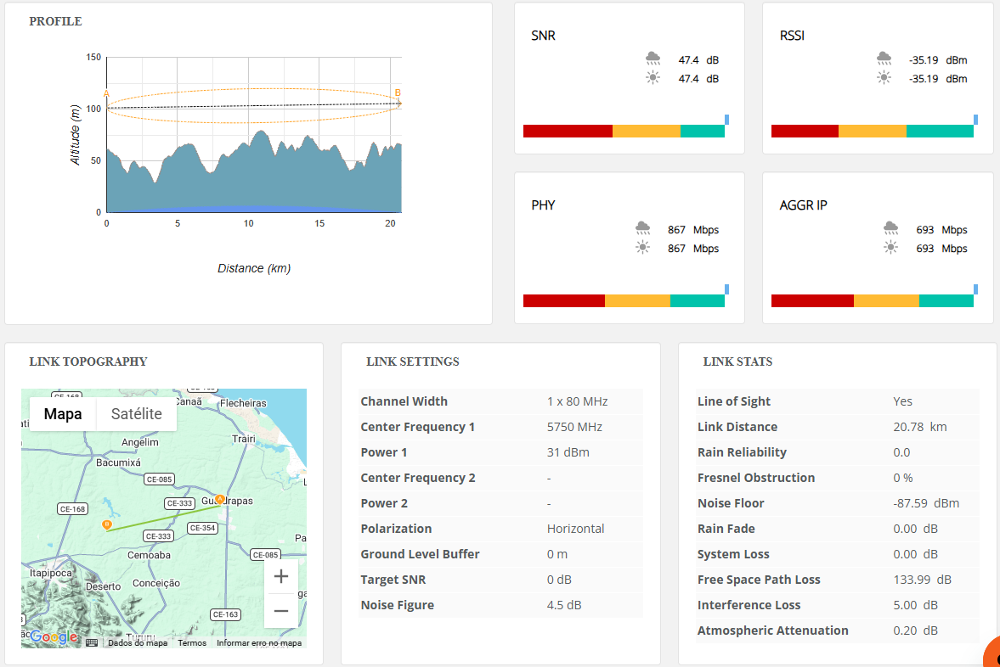 PROFILE
150
100
50
0
A
B
Altitude (m)
0
5
10
15
20
Distance (km)
SNR
47.4 dB
47.4 dB
RSSI
-35.19 dBm
-35.19 dBm
PHY
867 Mbps
867 Mbps
AGGR IP
693 Mbps
693 Mbps
LINK TOPOGRAPHY
Mapa
Satélite
CE-168
Canaã
Flecheiras
Angelim
Trairi
Bacumixá
CE-085
CE-333
A
CE-168
B
CE-354
CE-333
Cemoaba
CE-085
Itapipoca
Deserto
Conceição
+
−
CE-163
Tururu
Google
Dados do mapa
Termos
Informar erro no mapa
LINK SETTINGS
Channel Width 1 x 80 MHz
Center Frequency 1 5750 MHz
Power 1 31 dBm
Center Frequency 2 -
Power 2 -
Polarization Horizontal
Ground Level Buffer 0 m
Target SNR 0 dB
Noise Figure 4.5 dB
LINK STATS
Line of Sight Yes
Link Distance 20.78 km
Rain Reliability 0.0
Fresnel Obstruction 0 %
Noise Floor -87.59 dBm
Rain Fade 0.00 dB
System Loss 0.00 dB
Free Space Path Loss 133.99 dB
Interference Loss 5.00 dB
Atmospheric Attenuation 0.20 dB